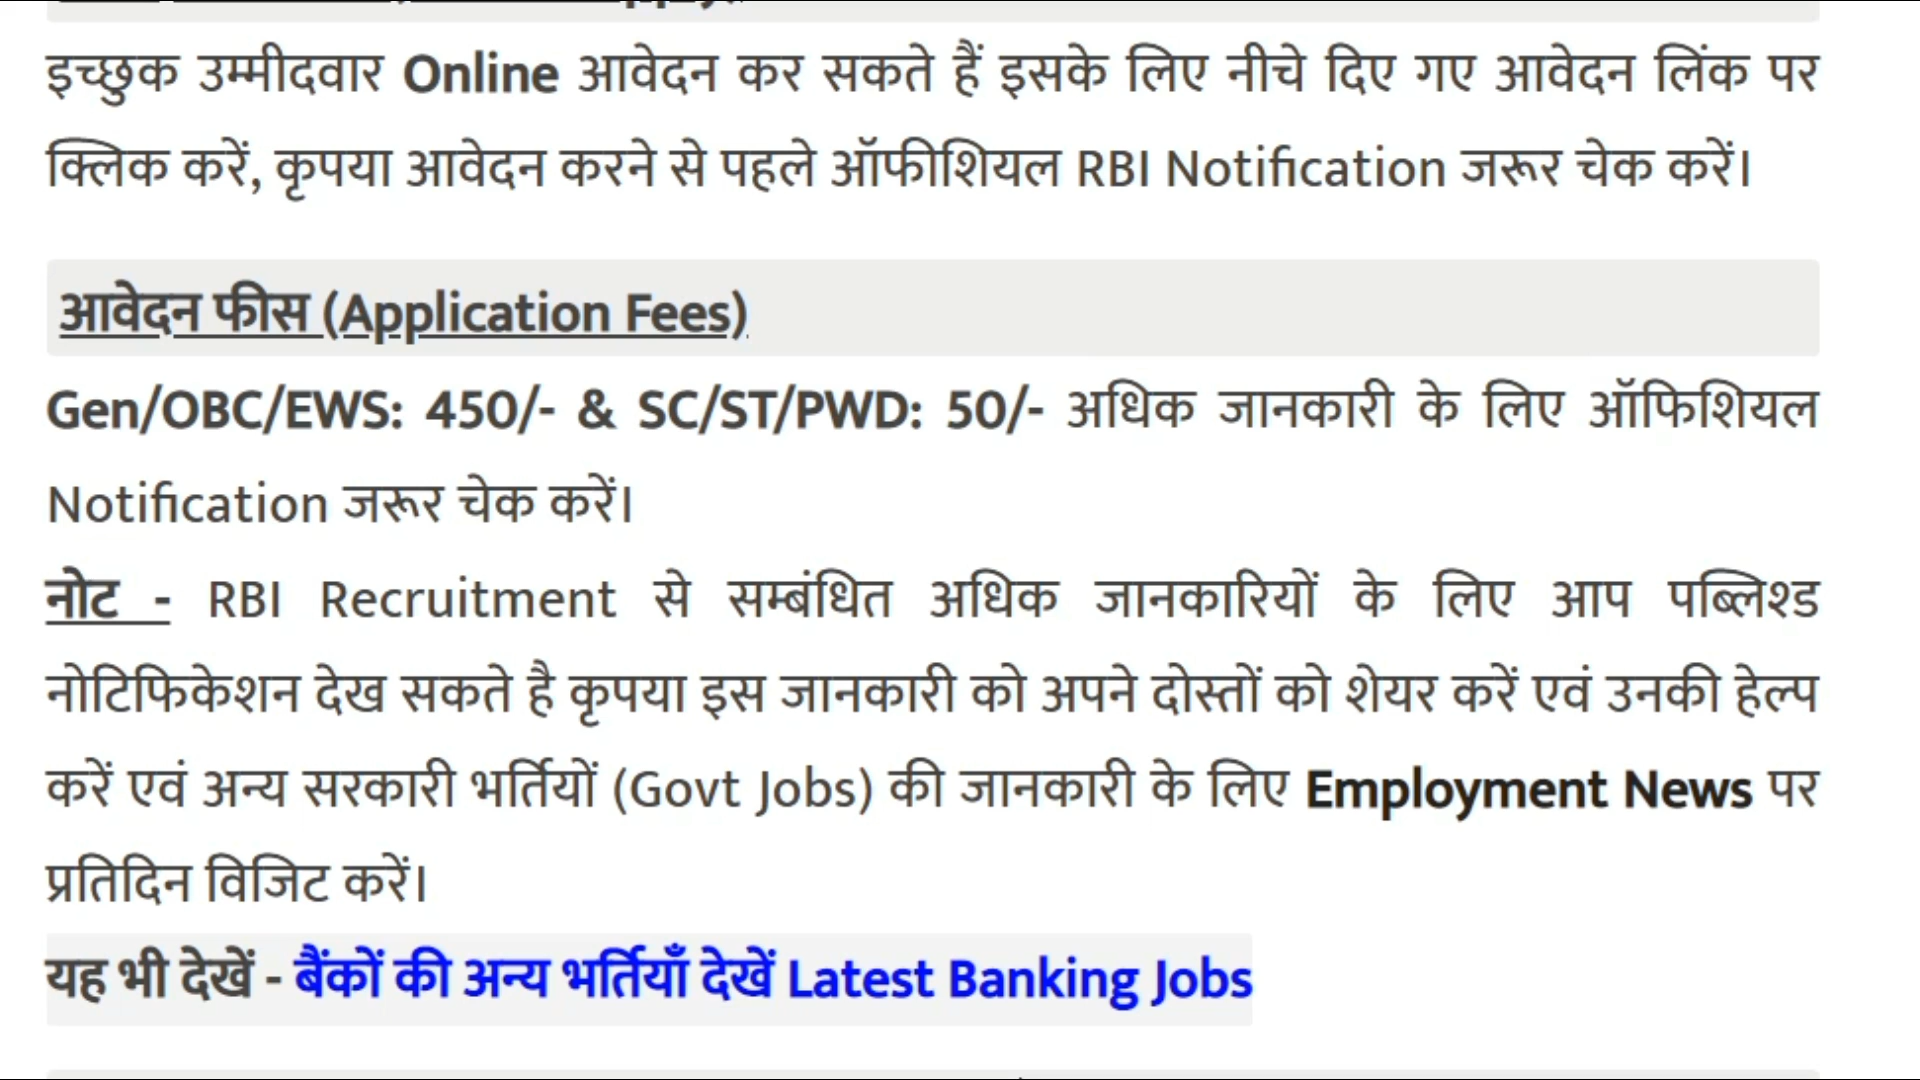 इच्छुक उम्मीदवार Online आवेदन कर सकते हैं इसके लिए नीचे दिए गए आवेदन लिंक पर
क्लिक करें, कृपया आवेदन करने से पहले ऑफीशियल RBI Notification जरूर चेक करें।
आवेदन फीस (Application Fees)
Gen/OBC/EWS: 450/- & SC/ST/PWD: 50/- अधिक जानकारी के लिए ऑफिशियल
Notification जरूर चेक करें।
नोट - RBI Recruitment से सम्बंधित अधिक जानकारियों के लिए आप पब्लिश्ड
नोटिफिकेशन देख सकते है कृपया इस जानकारी को अपने दोस्तों को शेयर करें एवं उनकी हेल्प
करें एवं अन्य सरकारी भर्तियों (Govt Jobs) की जानकारी के लिए Employment News पर
प्रतिदिन विजिट करें।
यह भी देखें - बैंकों की अन्य भर्तियाँ देखें Latest Banking Jobs